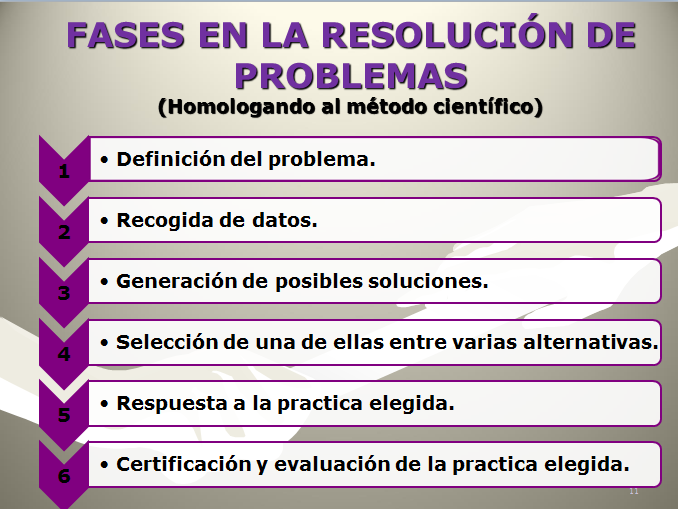 FASES EN LA RESOLUCIÓN DE
PROBLEMAS
(Homologando al método científico)
1 • Definición del problema.
2 • Recogida de datos.
3 • Generación de posibles soluciones.
4 • Selección de una de ellas entre varias alternativas.
5 • Respuesta a la practica elegida.
6 • Certificación y evaluación de la practica elegida.
11